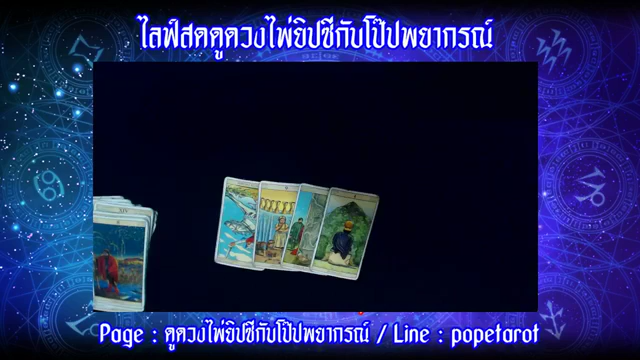 ไลฟ์สดดูดวงไพ่ยิปซีกับโป๊ปพยากรณ์
XIV
Page : ดูดวงไพ่ยิปซีกับโป๊ปพยากรณ์ / Line : popetarot